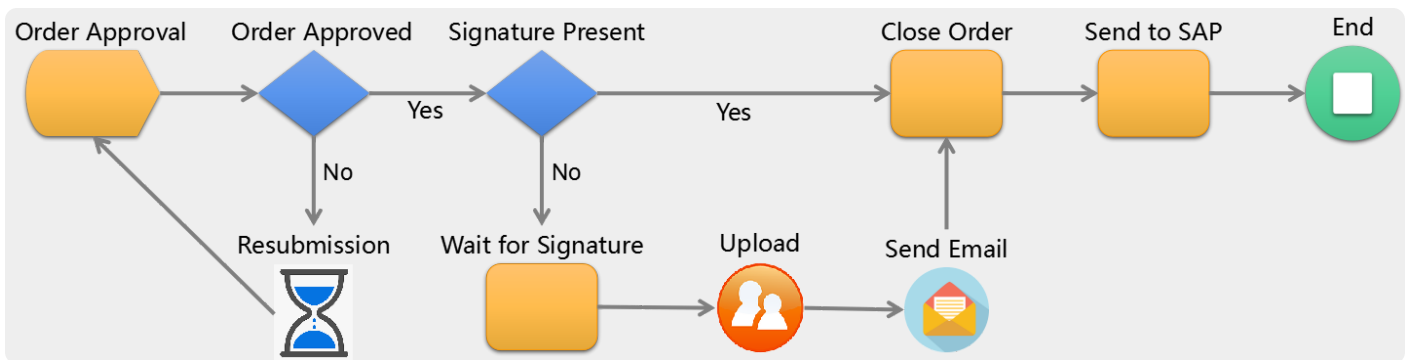 Order Approval
Order Approved
Signature Present
Close Order
Send to SAP
End
Yes
Yes
No
No
Resubmission
Wait for Signature
Upload
Send Email